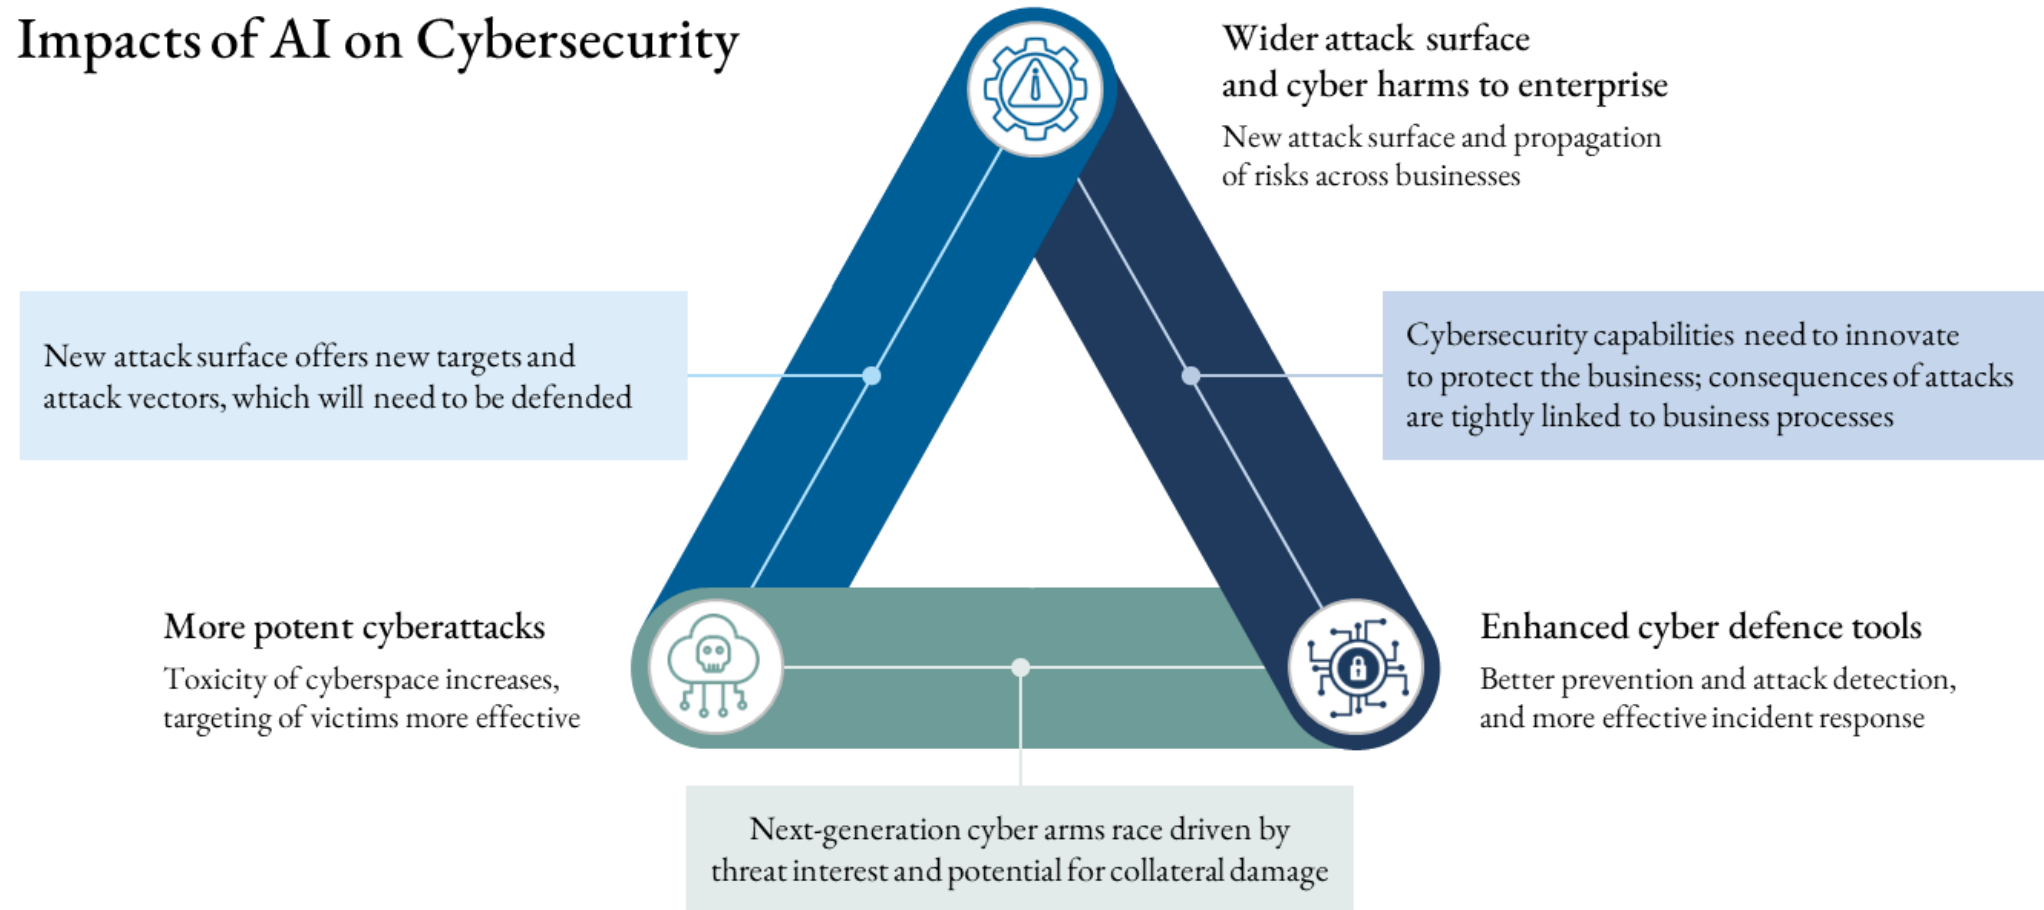 Impacts of AI on Cybersecurity
Wider attack surface
and cyber harms to enterprise
New attack surface and propagation
of risks across businesses
New attack surface offers new targets and
attack vectors, which will need to be defended
Cybersecurity capabilities need to innovate
to protect the business; consequences of attacks
are tightly linked to business processes
More potent cyberattacks
Toxicity of cyberspace increases,
targeting of victims more effective
Enhanced cyber defence tools
Better prevention and attack detection,
and more effective incident response
Next-generation cyber arms race driven by
threat interest and potential for collateral damage